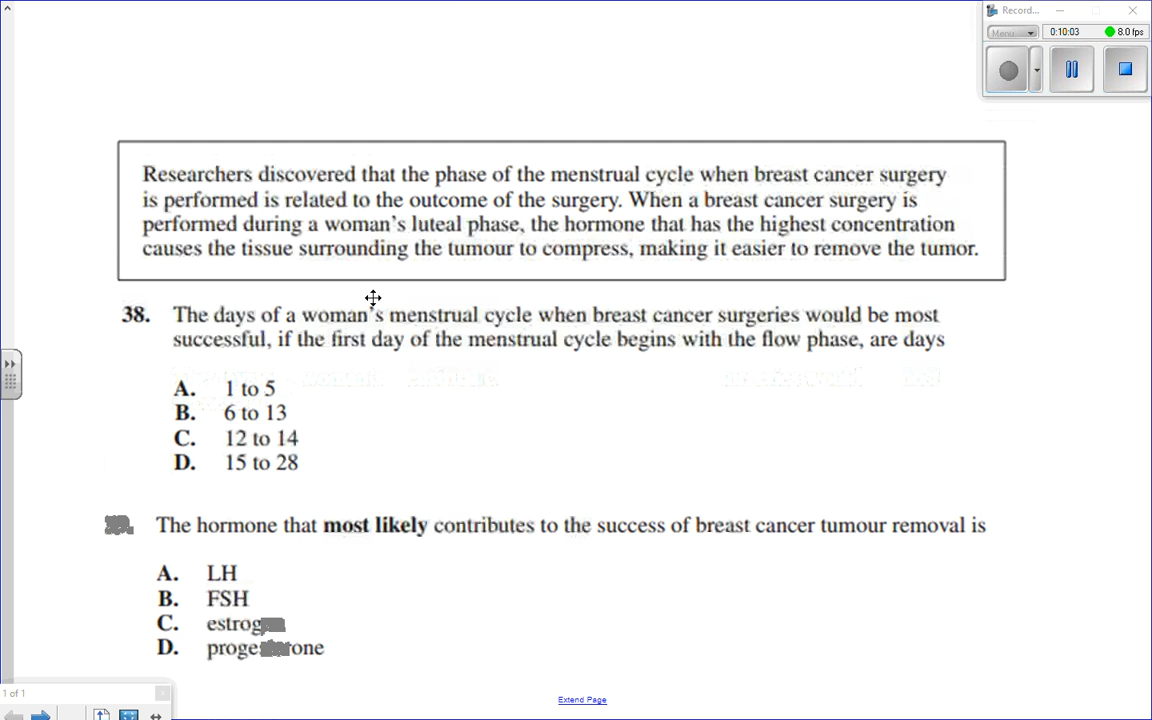 Record...
Menu
0:10:03
8.0 fps
Researchers discovered that the phase of the menstrual cycle when breast cancer surgery
is performed is related to the outcome of the surgery. When a breast cancer surgery is
performed during a woman's luteal phase, the hormone that has the highest concentration
causes the tissue surrounding the tumour to compress, making it easier to remove the tumor.
38. The days of a woman's menstrual cycle when breast cancer surgeries would be most
successful, if the first day of the menstrual cycle begins with the flow phase, are days
A. 1 to 5
B. 6 to 13
C. 12 to 14
D. 15 to 28
The hormone that most likely contributes to the success of breast cancer tumour removal is
A. LH
B. FSH
C.
D.
1 of 1
Extend Page